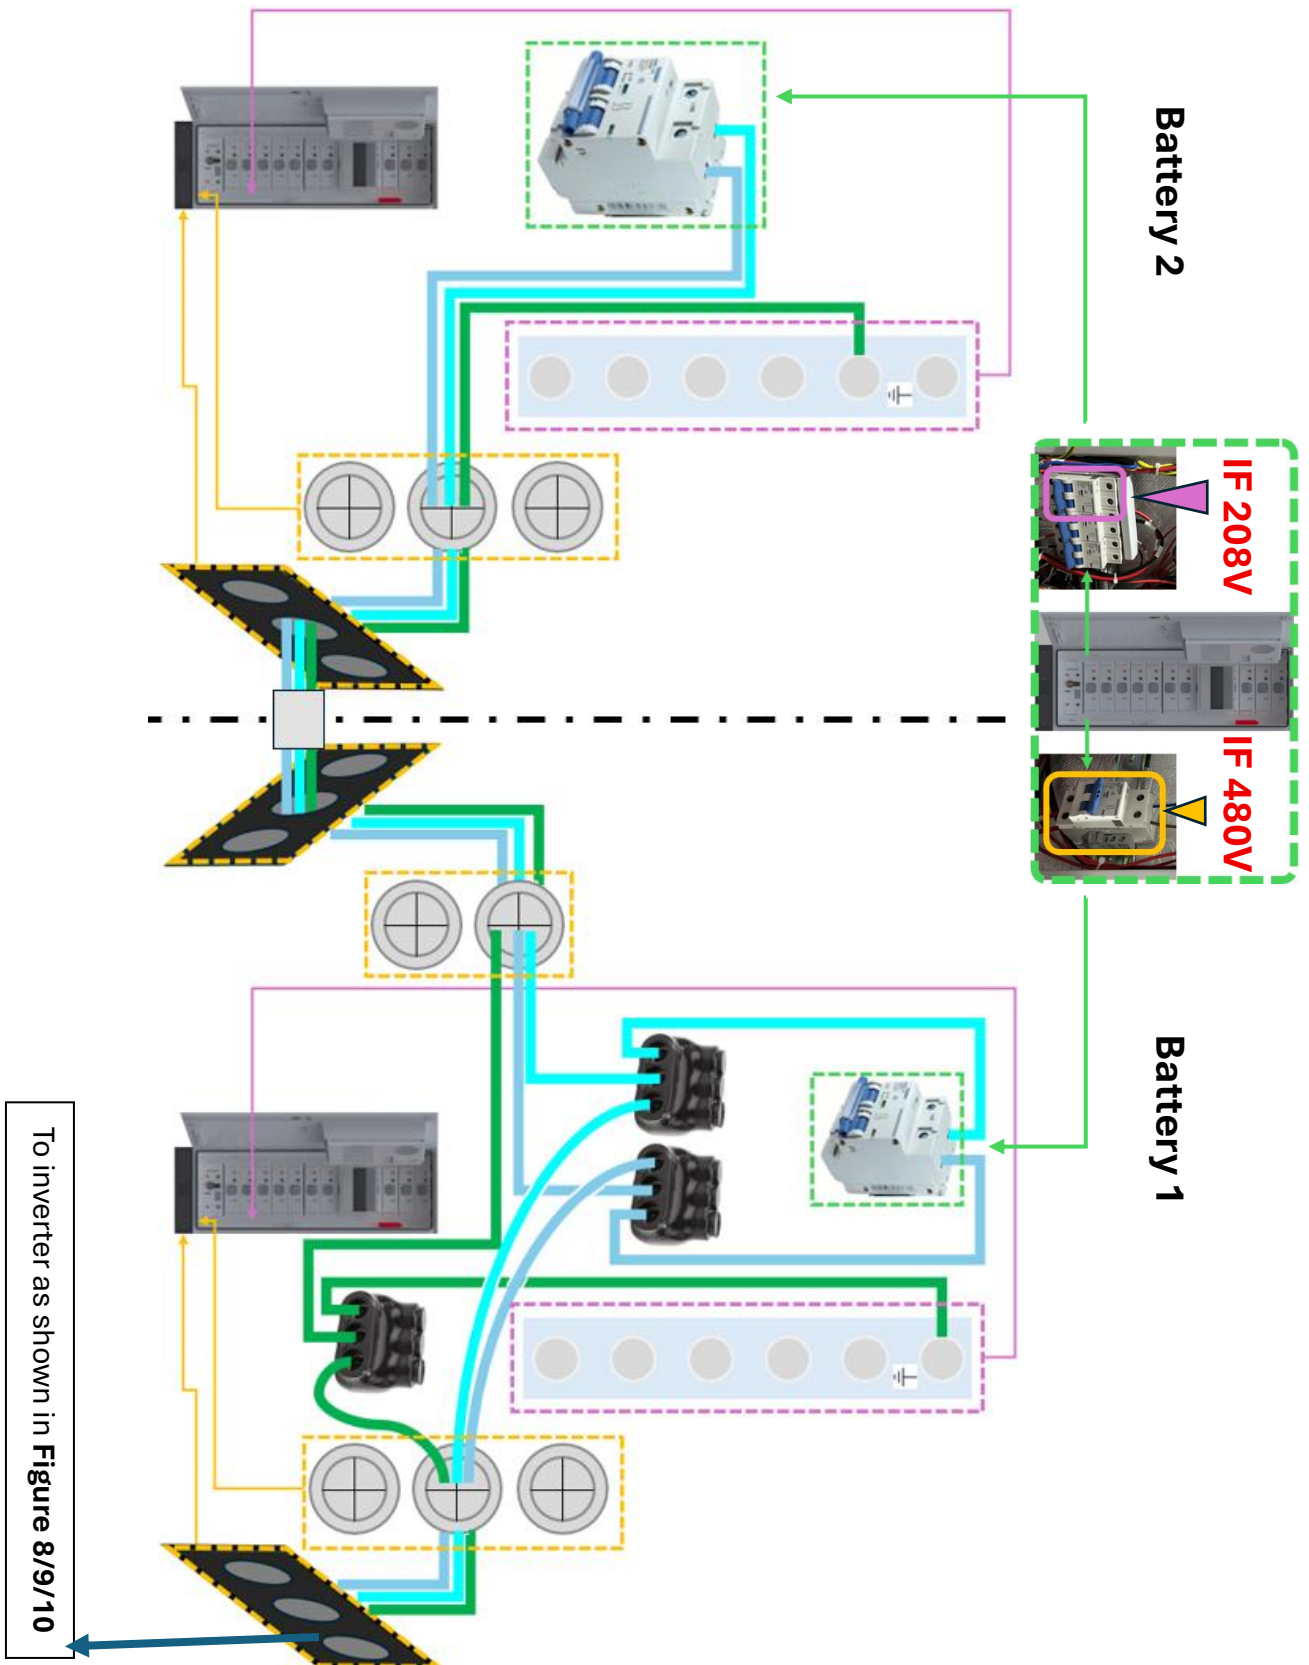 Battery 2
IF 208V
IF 480V
Battery 1
To inverter as shown in Figure 8/9/10